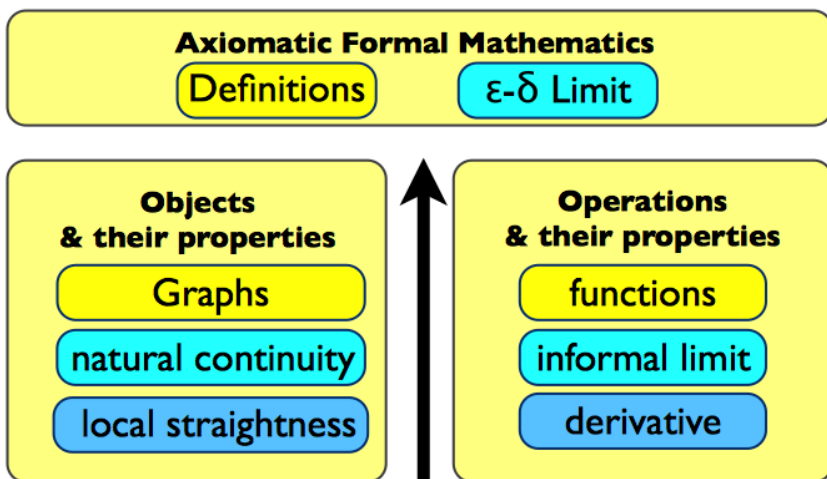 Axiomatic Formal Mathematics
Definitions
ε-δ Limit
Objects
& their properties
Graphs
natural continuity
local straightness
Operations
& their properties
functions
informal limit
derivative